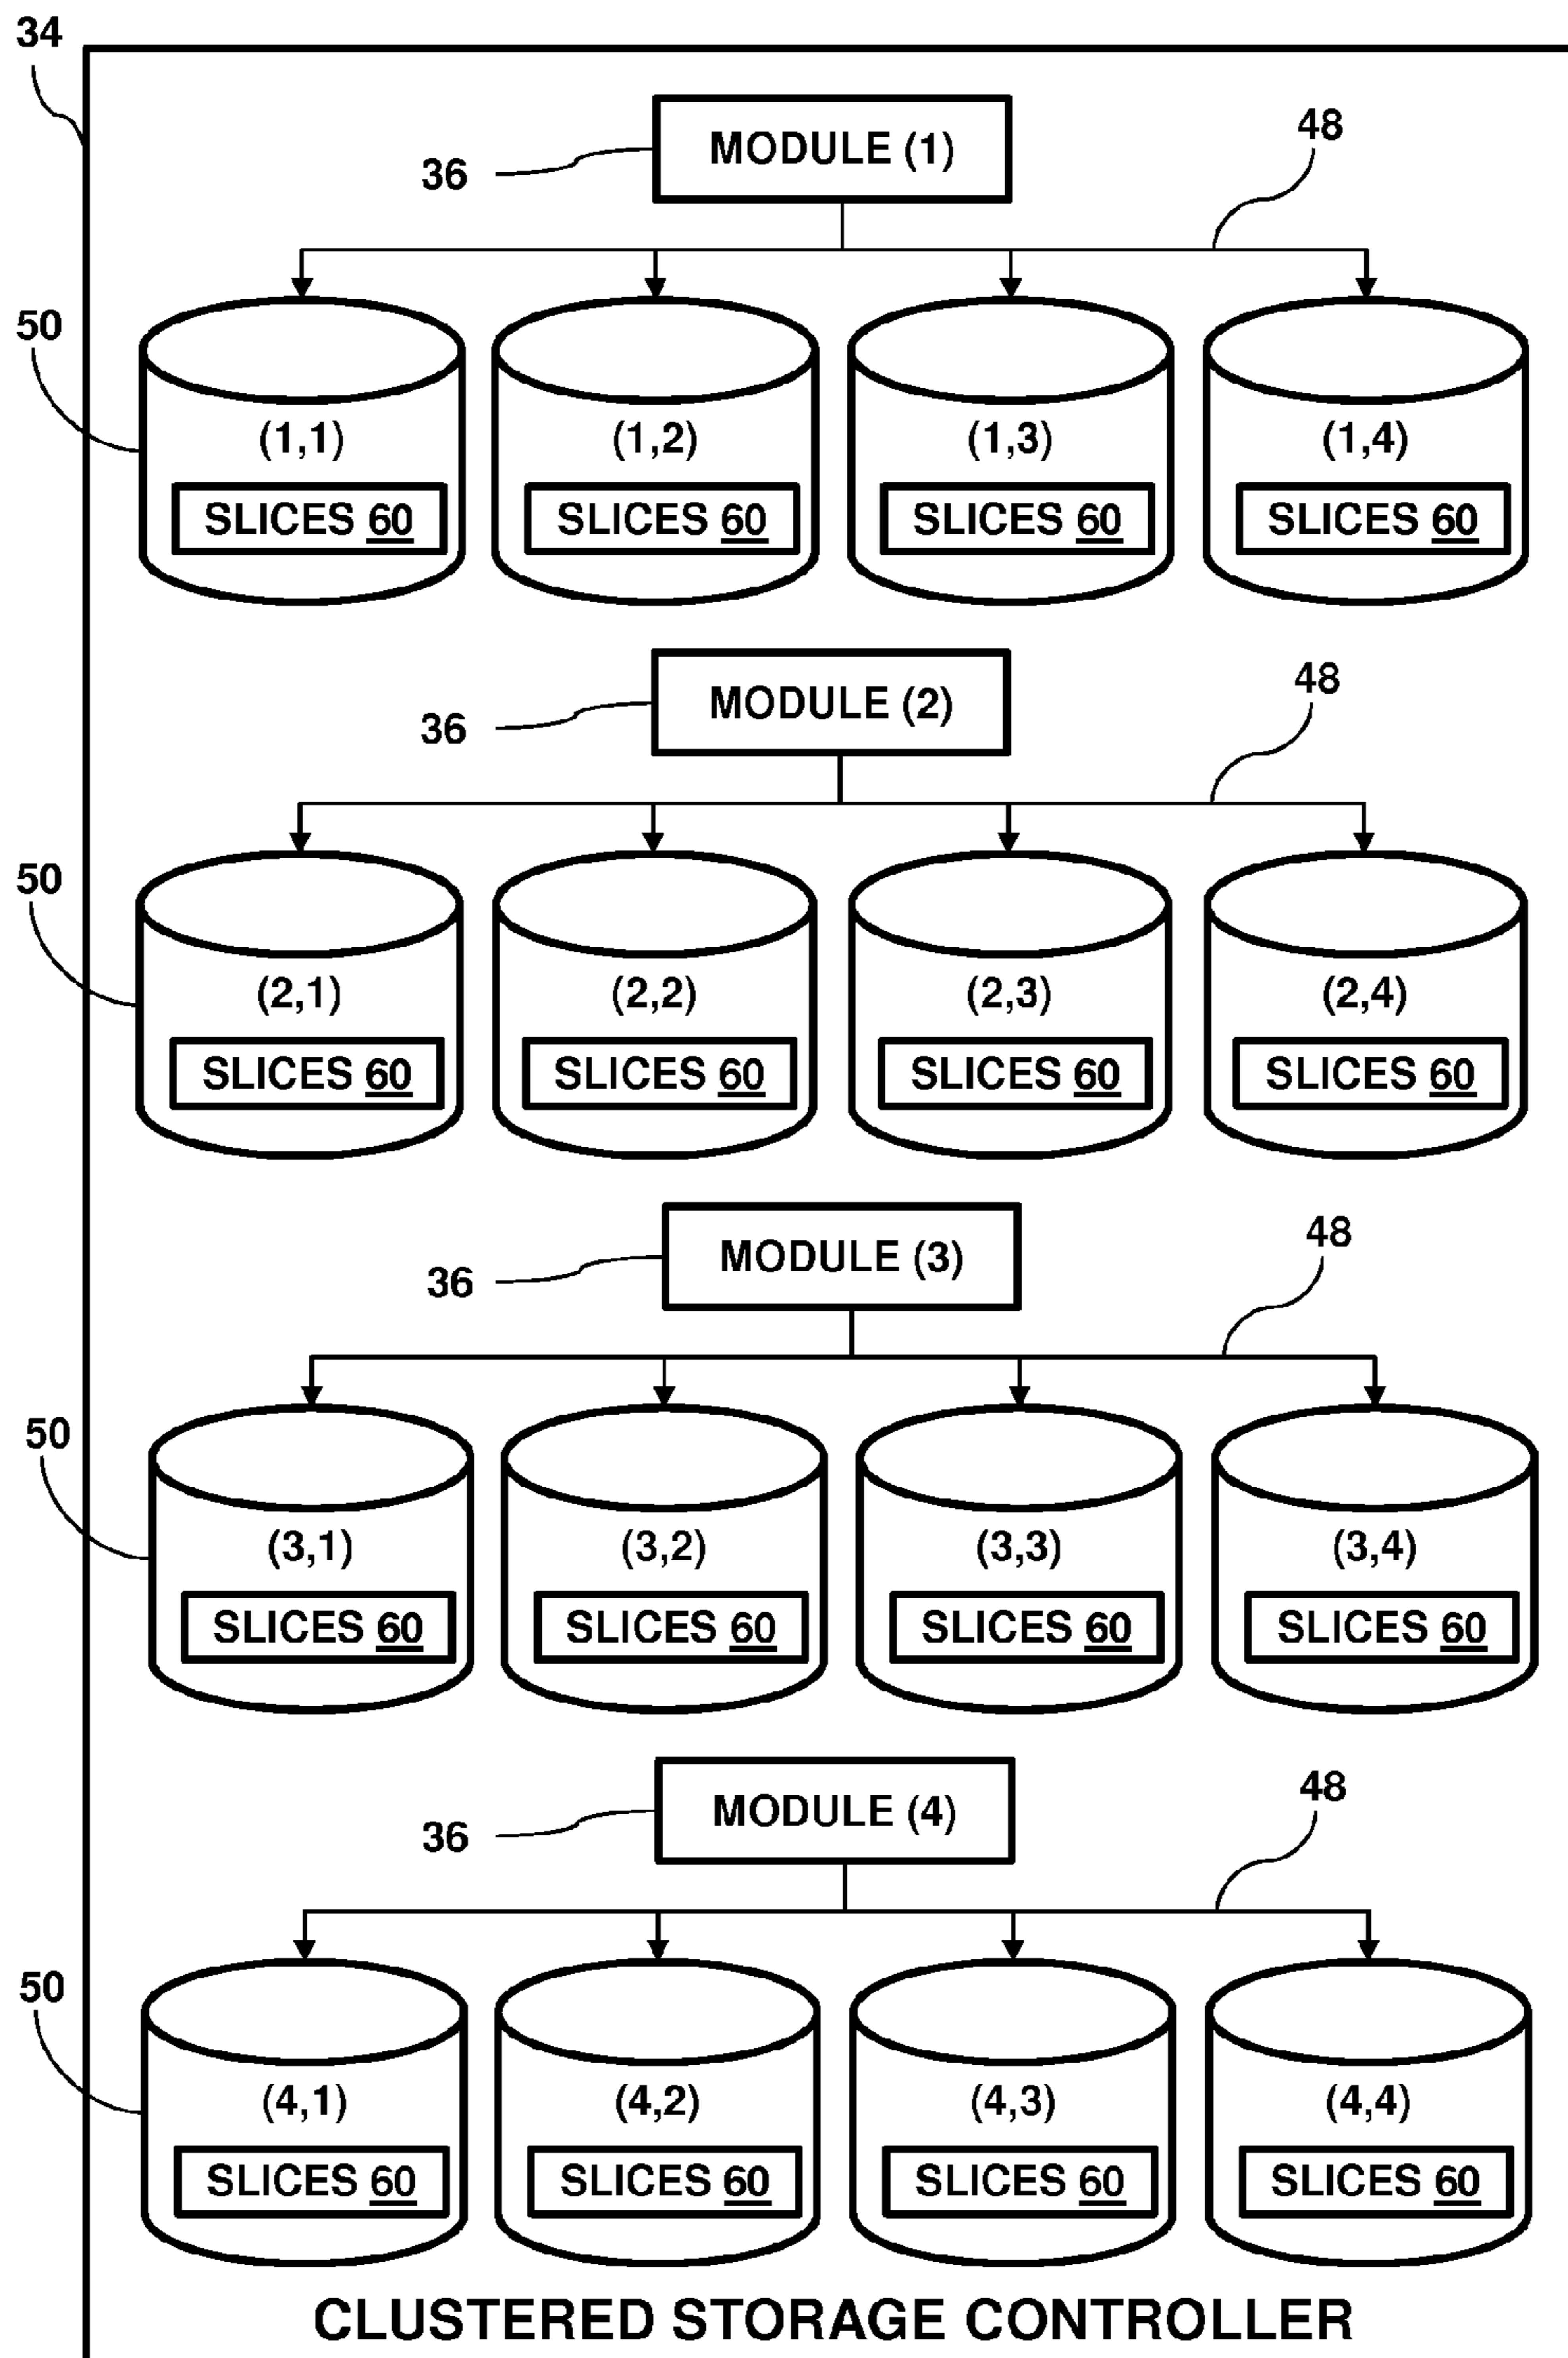 34
MODULE (1)
48
36
50
(1,1) (1,2) (1,3) (1,4)
SLICES 60 SLICES 60 SLICES 60 SLICES 60
MODULE (2)
48
36
50
(2,1) (2,2) (2,3) (2,4)
SLICES 60 SLICES 60 SLICES 60 SLICES 60
MODULE (3)
48
36
50
(3,1) (3,2) (3,3) (3,4)
SLICES 60 SLICES 60 SLICES 60 SLICES 60
MODULE (4)
48
36
50
(4,1) (4,2) (4,3) (4,4)
SLICES 60 SLICES 60 SLICES 60 SLICES 60
CLUSTERED STORAGE CONTROLLER